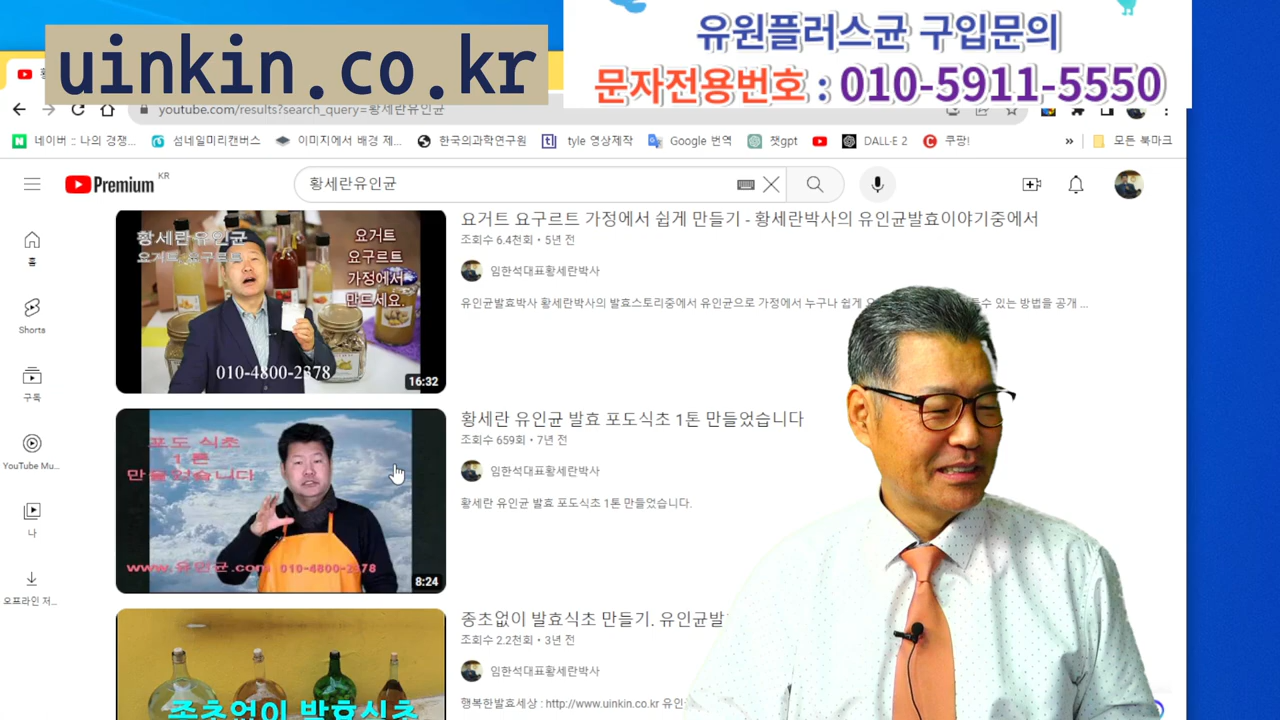 uinkin.co.kr
유원플러스균 구입문의
문자전용번호 : 010-5911-5550
youtube.com/results?search_query=황세란유인균
네이버 :: 나의 경쟁...
섬네일미리캔버스
이미지에서 배경 제...
한국의과학연구원
tyle 영상제작
Google 번역
챗gpt
DALL·E 2
쿠팡!
»
모든 북마크
Premium KR
황세란유인균
홈
Shorts
구독
YouTube Mu...
나
오프라인 저...
황세란유인균
요거트 요구르트
요거트
요구르트
가정에서
만드세요.
010-4800-2378
16:32
요거트 요구르트 가정에서 쉽게 만들기 - 황세란박사의 유인균발효이야기중에서
조회수 6.4천회 • 5년 전
임한석대표황세란박사
유인균발효박사 황세란박사의 발효스토리중에서 유인균으로 가정에서 누구나 쉽게
수 있는 방법을 공개 ...
포도 식초
1 톤
만들었습니다
www.유인균.com 010-4800-2378
8:24
황세란 유인균 발효 포도식초 1톤 만들었습니다
조회수 659회 • 7년 전
임한석대표황세란박사
황세란 유인균 발효 포도식초 1톤 만들었습니다.
종초없이 발효식초
종초없이 발효식초 만들기. 유인균발
조회수 2.2천회 • 3년 전
임한석대표황세란박사
행복한발효세상 : http://www.uinkin.co.kr 유인